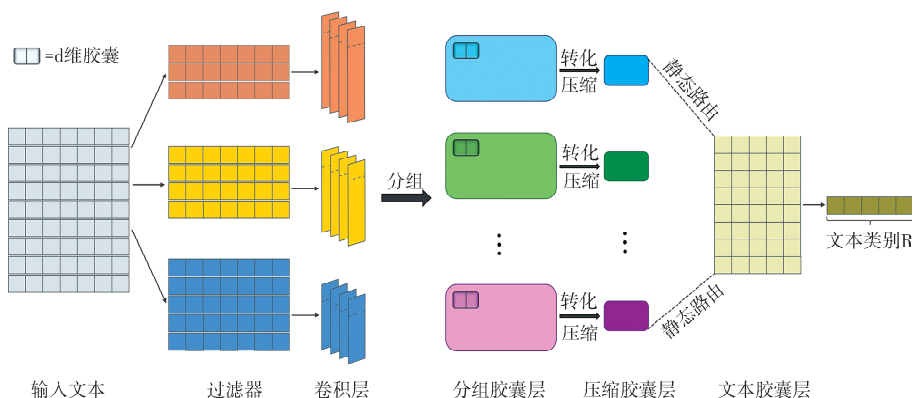 =d维胶囊
分组
转化
压缩
转化
压缩
转化
压缩
静态路由
静态路由
文本类别R
输入文本
过滤器
卷积层
分组胶囊层
压缩胶囊层
文本胶囊层